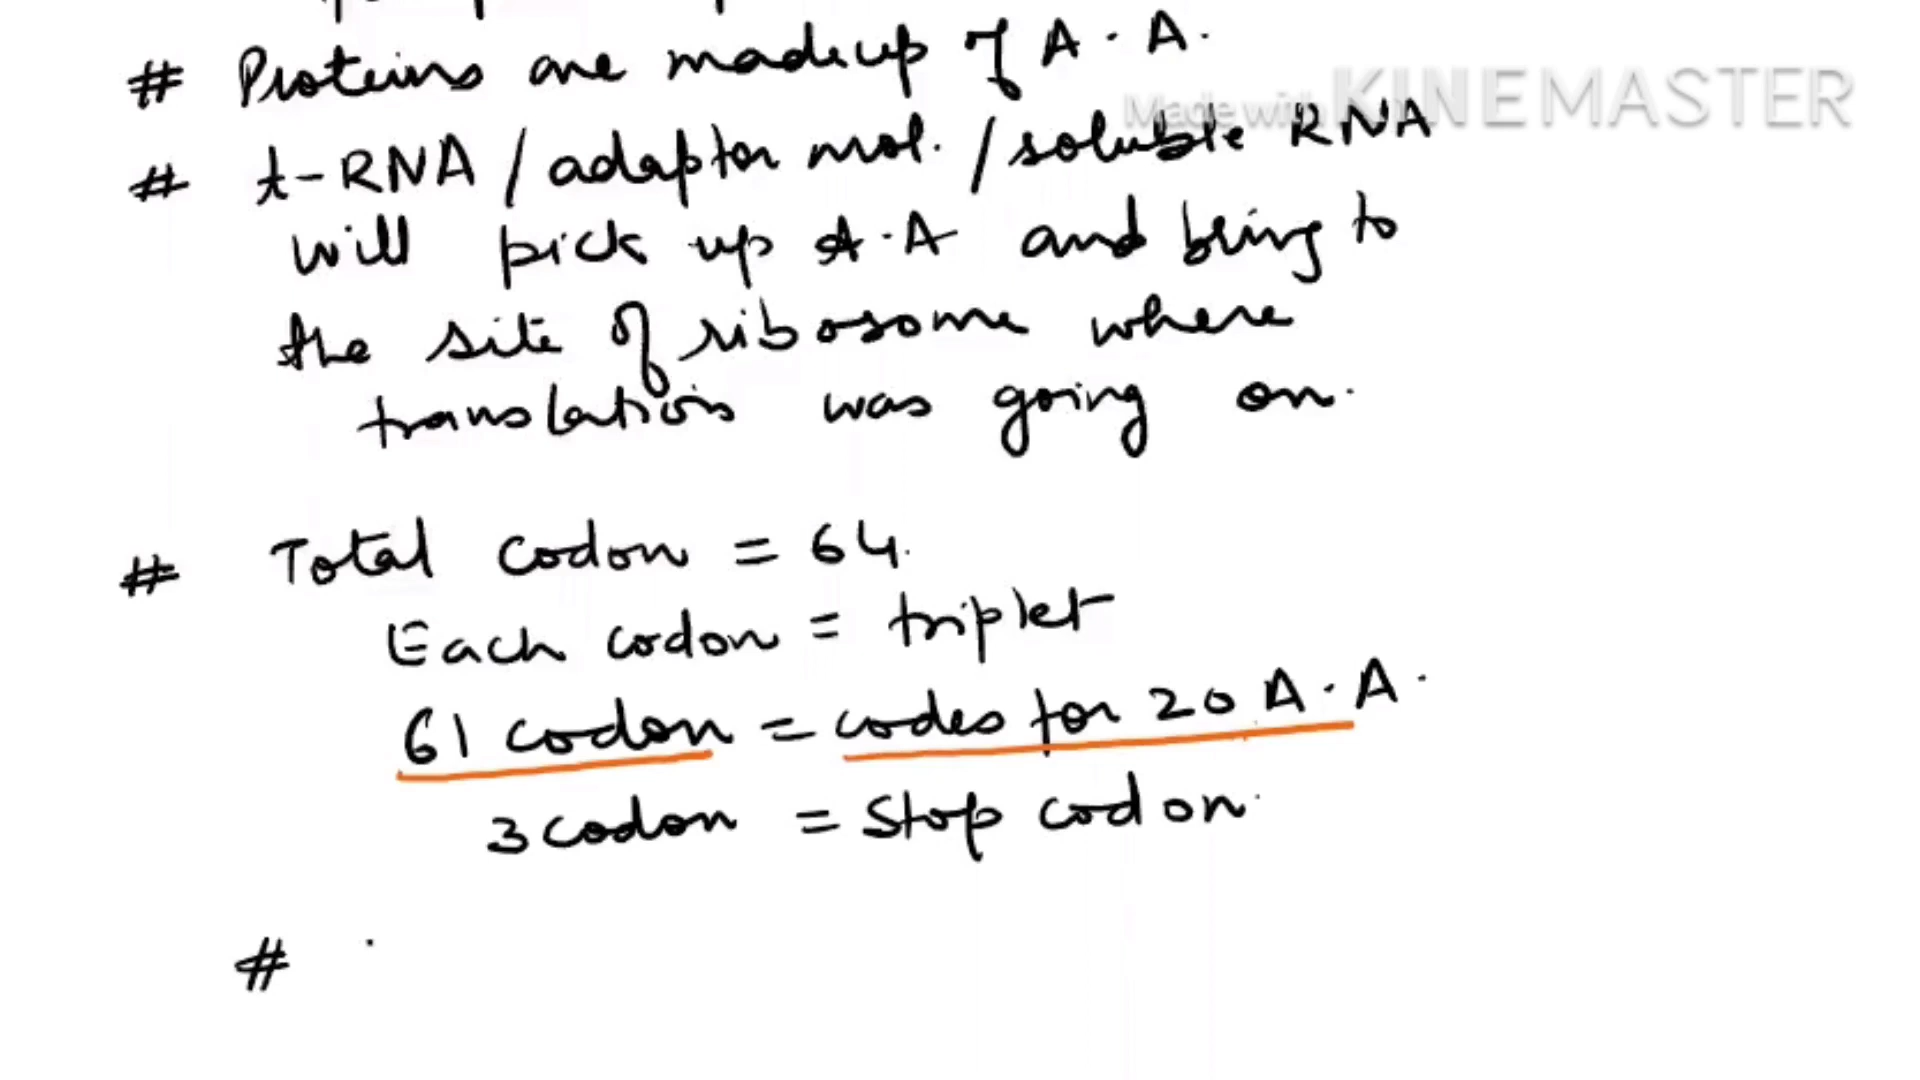 # Proteins are made up of A.A.
Made with KINEMASTER
# t-RNA / adaptor mol. / soluble RNA
will pick up A.A and bring to
the site of ribosome where
translation was going on.
# Total codon = 64.
Each codon = triplet
61 codon = codes for 20 A.A.
3 codon = Stop codon.
#